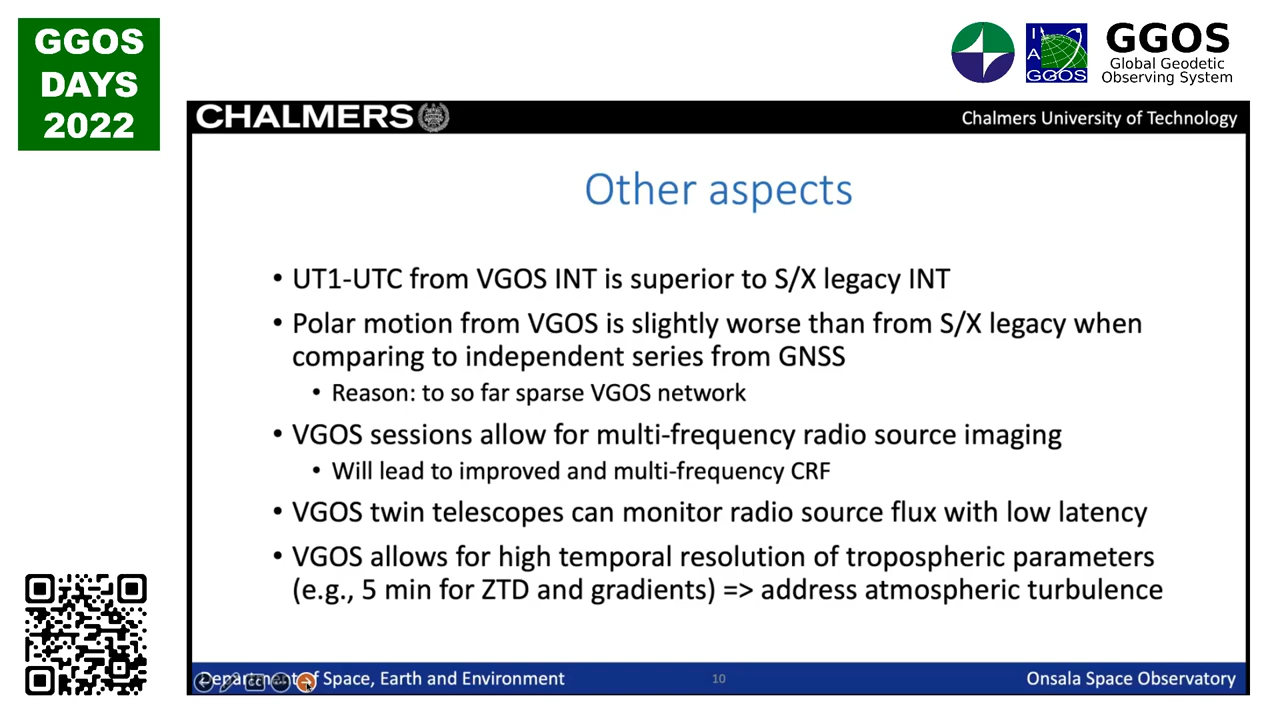 GGOS
DAYS
2022
I
A
G
GGOS
GGOS
Global Geodetic
Observing System
CHALMERS
Chalmers University of Technology
Other aspects
• UT1-UTC from VGOS INT is superior to S/X legacy INT
• Polar motion from VGOS is slightly worse than from S/X legacy when
comparing to independent series from GNSS
• Reason: to so far sparse VGOS network
• VGOS sessions allow for multi-frequency radio source imaging
• Will lead to improved and multi-frequency CRF
• VGOS twin telescopes can monitor radio source flux with low latency
• VGOS allows for high temporal resolution of tropospheric parameters
(e.g., 5 min for ZTD and gradients) => address atmospheric turbulence
Department of Space, Earth and Environment
10
Onsala Space Observatory